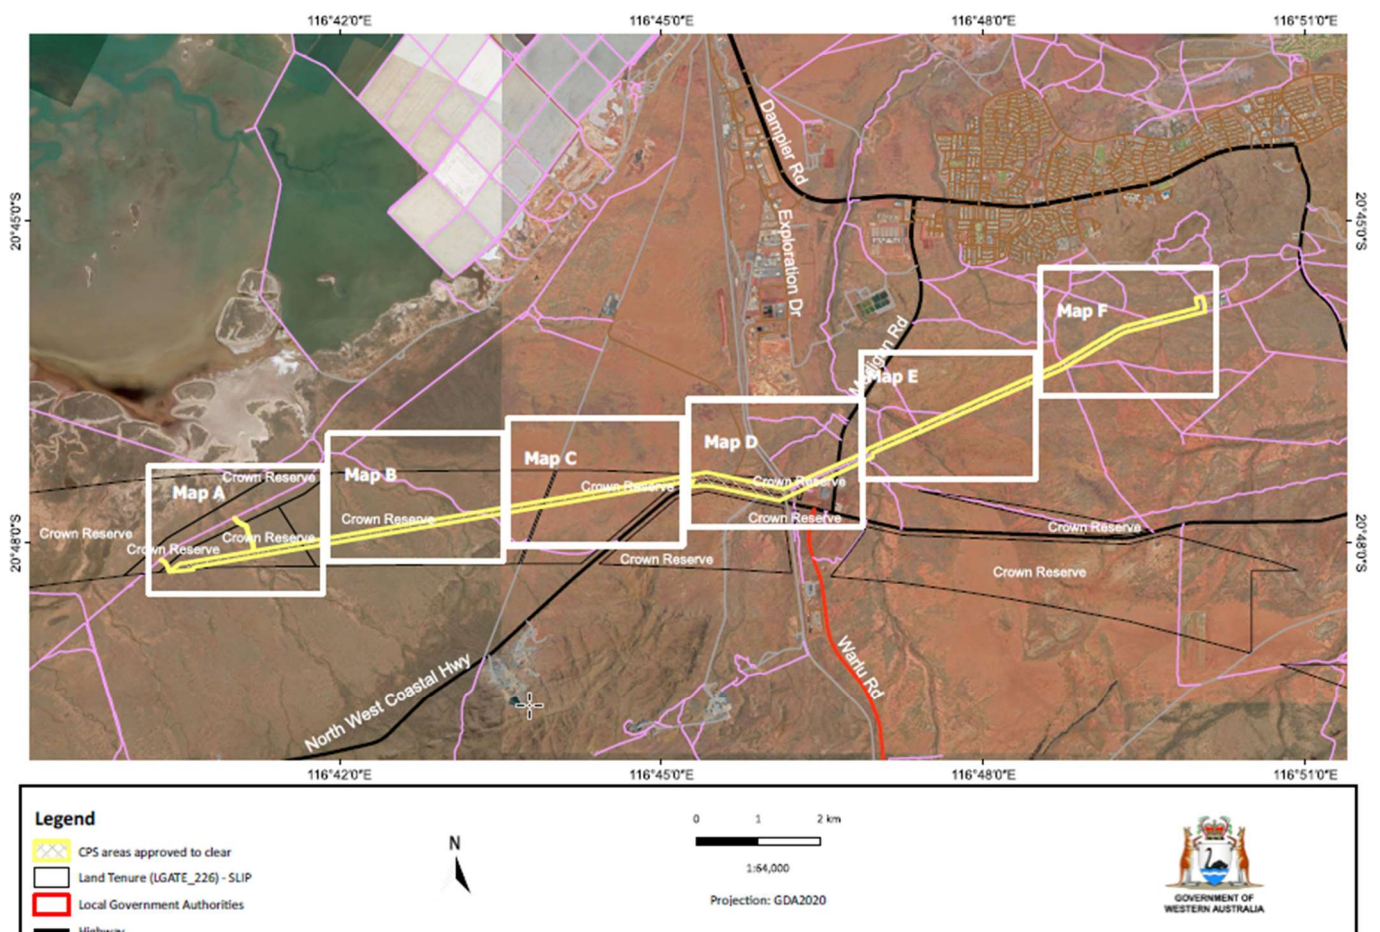 116°42'0"E
116°45'0"E
116°48'0"E
116°51'0"E
Dampier Rd
20°45'0"S
20°45'0"S
Exploration Dr
Map F
Map E
Map D
Map C
Map B
Map A
Crown Reserve
Crown Reserve
Crown Reserve
Crown Reserve
Crown Reserve
Crown Reserve
Crown Reserve
Crown Reserve
Crown Reserve
Crown Reserve
Crown Reserve
Crown Reserve
20°48'0"S
20°48'0"S
North West Coastal Hwy
Warlu Rd
116°42'0"E
116°45'0"E
116°48'0"E
116°51'0"E
Legend
CPS areas approved to clear
Land Tenure (LGATE_226) - SLIP
Local Government Authorities
Highway
N
0 1 2 km
1:64,000
Projection: GDA2020
GOVERNMENT OF
WESTERN AUSTRALIA